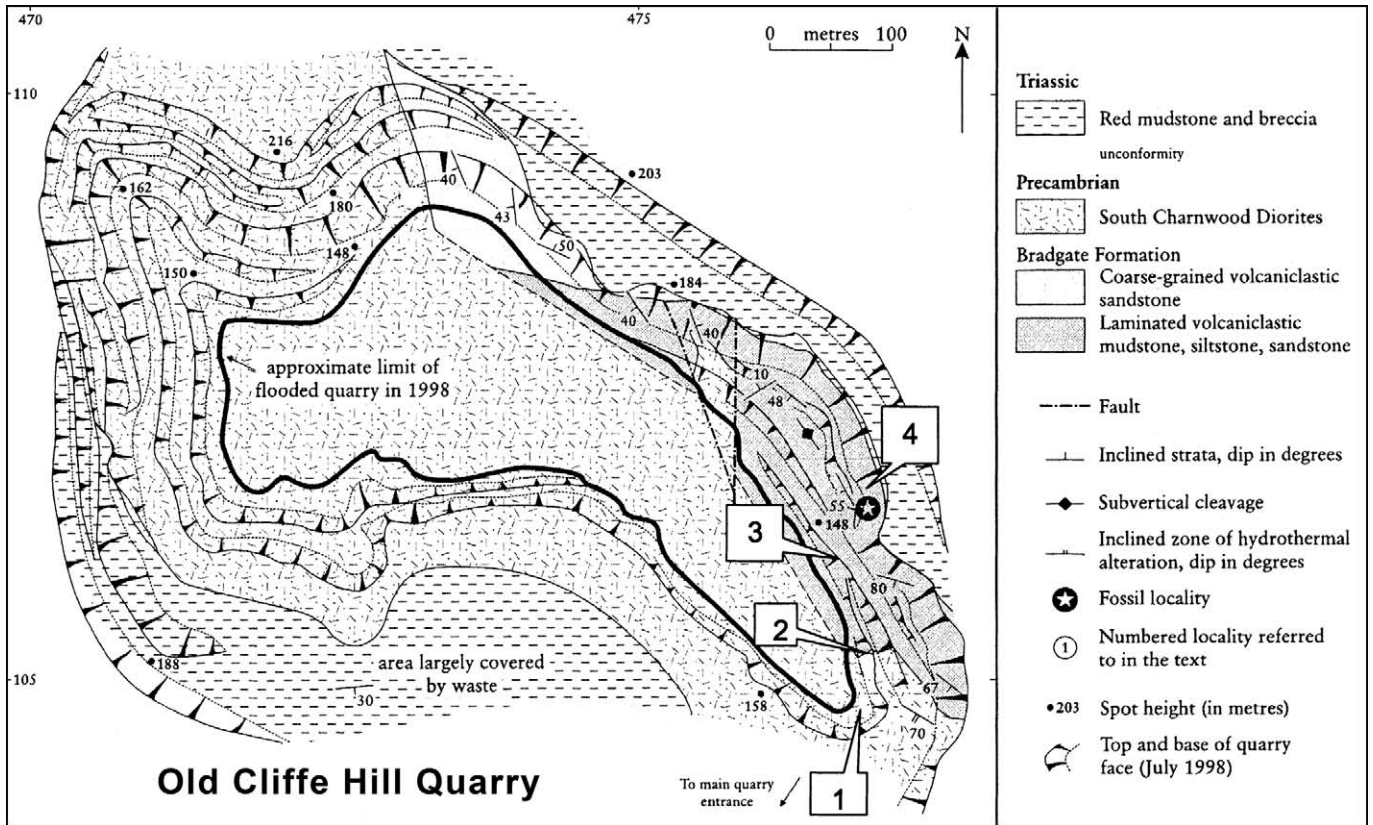 470
475
0 metres 100
N
110
216
203
162
40
180
43
148
50
150
184
40
40
approximate limit of
flooded quarry in 1998
10
48
4
55
148
3
80
2
area largely covered
by waste
188
105
30
158
67
70
Old Cliffe Hill Quarry
To main quarry
entrance
1
Triassic
Red mudstone and breccia
unconformity
Precambrian
South Charnwood Diorites
Bradgate Formation
Coarse-grained volcaniclastic
sandstone
Laminated volcaniclastic
mudstone, siltstone, sandstone
Fault
Inclined strata, dip in degrees
Subvertical cleavage
Inclined zone of hydrothermal
alteration, dip in degrees
Fossil locality
1 Numbered locality referred
to in the text
•203 Spot height (in metres)
Top and base of quarry
face (July 1998)